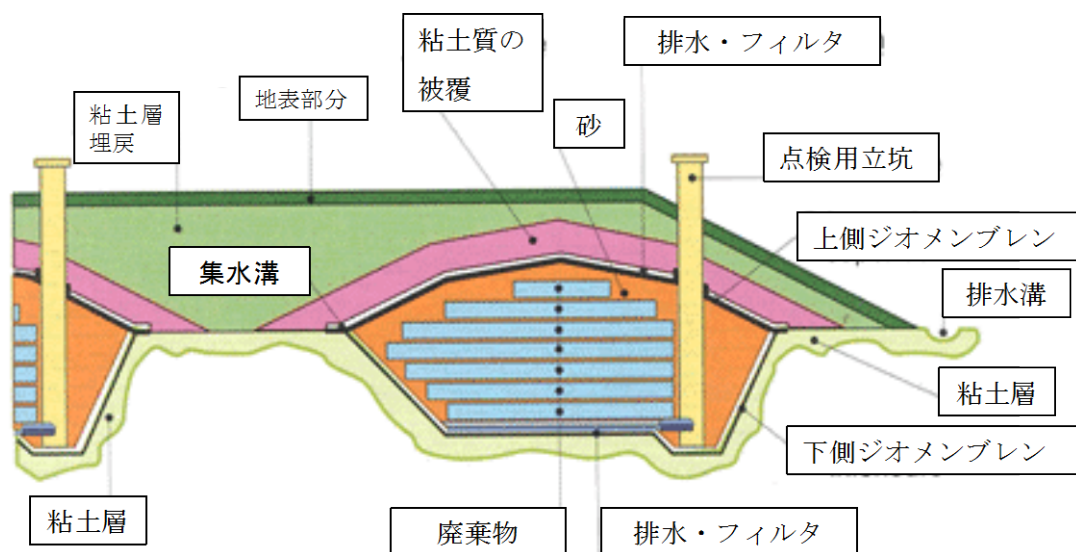 粘土質の
被覆
排水・フィルタ
地表部分
粘土層
埋戻
砂
点検用立坑
上側ジオメンブレン
集水溝
排水溝
粘土層
下側ジオメンブレン
粘土層
廃棄物
排水・フィルタ